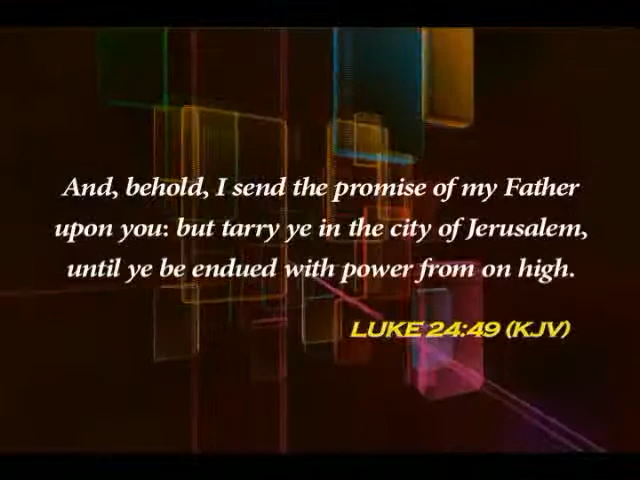 And, behold, I send the promise of my Father
upon you: but tarry ye in the city of Jerusalem,
until ye be endued with power from on high.
LUKE 24:49 (KJV)